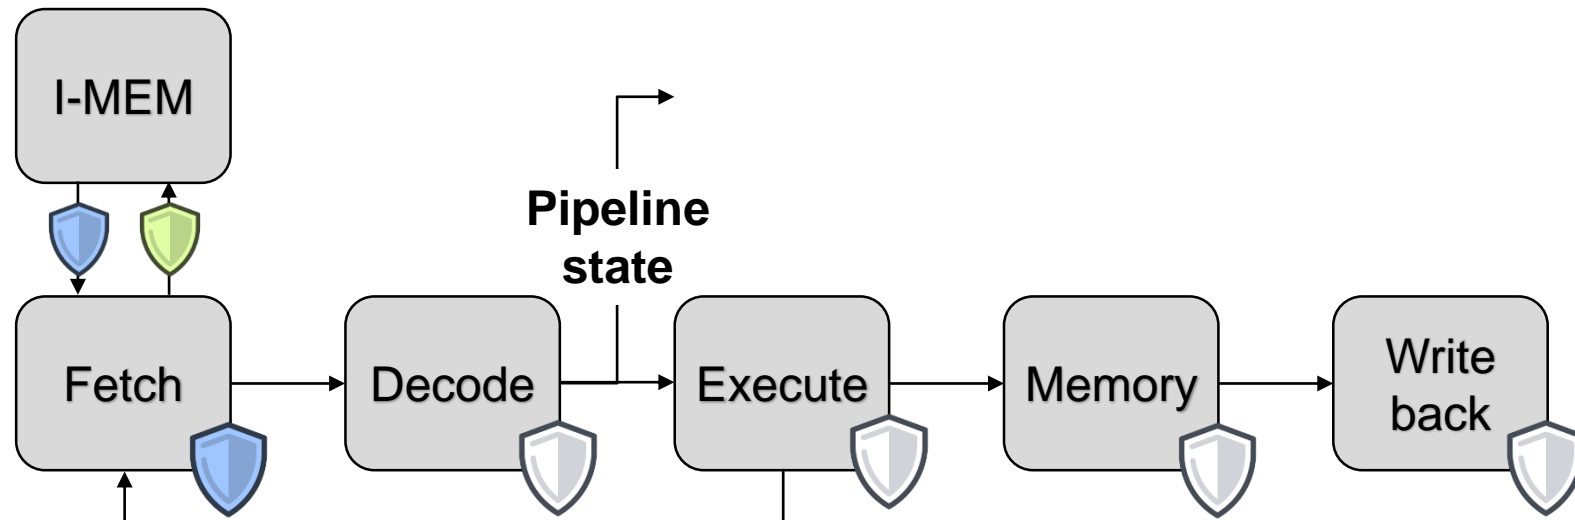 I-MEM
Pipeline
state
Fetch
Decode
Execute
Memory
Write
back